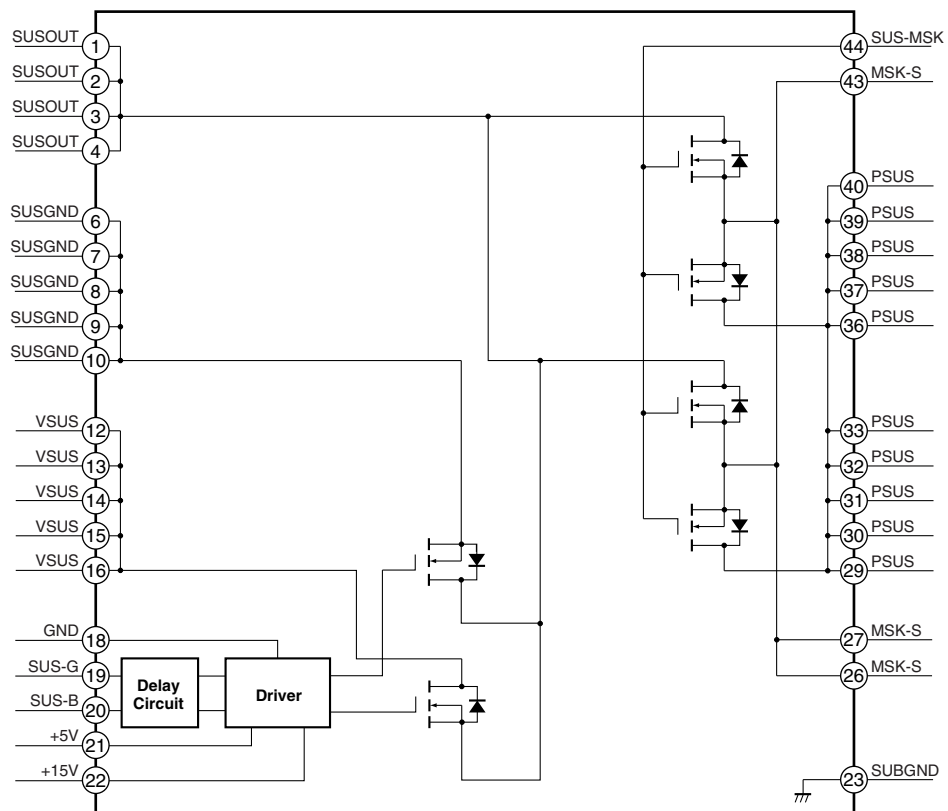 SUSOUT 1
SUSOUT 2
SUSOUT 3
SUSOUT 4
SUSGND 6
SUSGND 7
SUSGND 8
SUSGND 9
SUSGND 10
VSUS 12
VSUS 13
VSUS 14
VSUS 15
VSUS 16
GND 18
SUS-G 19
SUS-B 20
+5V 21
+15V 22
Delay
Circuit
Driver
44 SUS-MSK
43 MSK-S
40 PSUS
39 PSUS
38 PSUS
37 PSUS
36 PSUS
33 PSUS
32 PSUS
31 PSUS
30 PSUS
29 PSUS
27 MSK-S
26 MSK-S
23 SUBGND